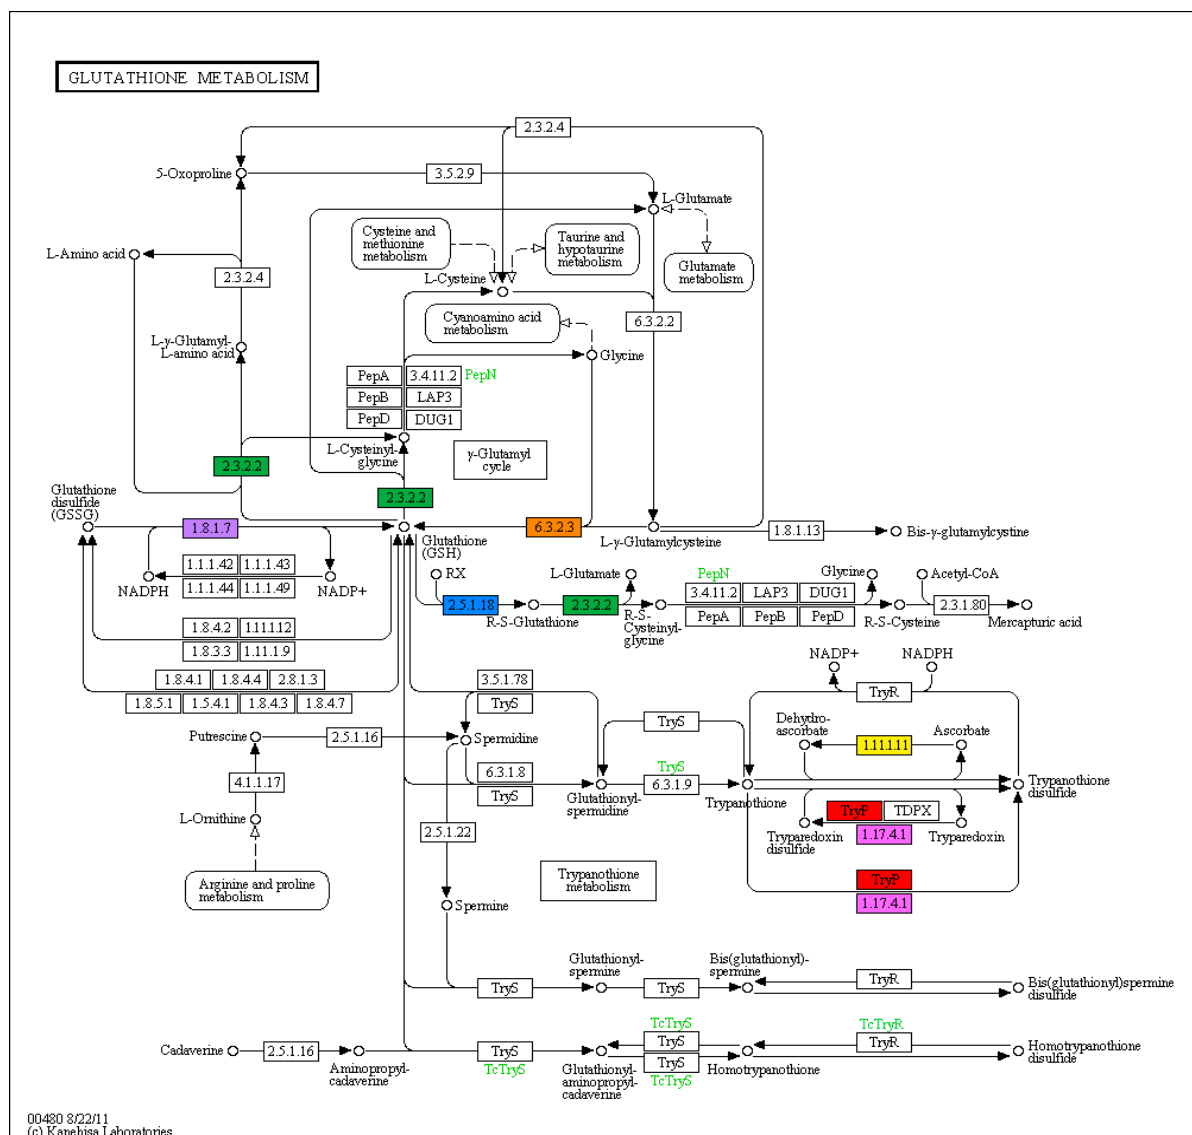 GLUTATHIONE METABOLISM
2.3.2.4
5-Oxoproline
3.5.2.9
L-Glutamate
Cysteine and
methionine
metabolism
Taurine and
hypotaurine
metabolism
Glutamate
metabolism
L-Amino acid
2.3.2.4
L-Cysteine
Cyanoamino acid
metabolism
6.3.2.2
L-γ-Glutamyl-
L-amino acid
Glycine
PepA
3.4.11.2
PepN
PepB
LAP3
PepD
DUG1
L-Cysteinyl-
glycine
γ-Glutamyl
cycle
2.3.2.2
2.3.2.2
Glutathione
disulfide
(GSSG)
1.8.1.7
Glutathione
(GSH)
6.3.2.3
L-γ-Glutamylcysteine
1.8.1.13
Bis-γ-glutamylcystine
1.1.1.42
1.1.1.43
1.1.1.44
1.1.1.49
NADPH
NADP+
RX
L-Glutamate
PepN
Glycine
Acetyl-CoA
3.4.11.2
LAP3
DUG1
2.5.1.18
2.3.2.2
PepA
PepB
PepD
2.3.1.80
R-S-Glutathione
R-S-
Cysteinyl-
glycine
R-S-Cysteine
Mercapturic acid
1.8.4.2
1.11.1.12
1.8.3.3
1.11.1.9
1.8.4.1
1.8.4.4
2.8.1.3
1.8.5.1
1.5.4.1
1.8.4.3
1.8.4.7
NADP+
NADPH
3.5.1.78
TryS
TryR
TryS
Dehydro-
ascorbate
Ascorbate
1.11.1.11
Putrescine
2.5.1.16
Spermidine
6.3.1.8
TryS
TryS
6.3.1.9
Glutathionyl-
spermidine
Trypanothione
Trypanothione
disulfide
4.1.1.17
L-Ornithine
TryP
TDPX
1.17.4.1
Tryparedoxin
disulfide
Tryparedoxin
2.5.1.22
Arginine and proline
metabolism
Trypanothione
metabolism
TryP
1.17.4.1
Spermine
Glutathionyl-
spermine
Bis(glutathionyl)-
spermine
TryS
TryS
TryR
Bis(glutathionyl)spermine
disulfide
TcTryS
TcTryR
Cadaverine
2.5.1.16
TryS
TryS
TryR
Aminopropyl-
cadaverine
TcTryS
TryS
TcTryS
Glutathionyl-
aminopropyl-
cadaverine
Homotrypanothione
Homotrypanothione
disulfide
00480 8/22/11
(c) Kanehisa Laboratories